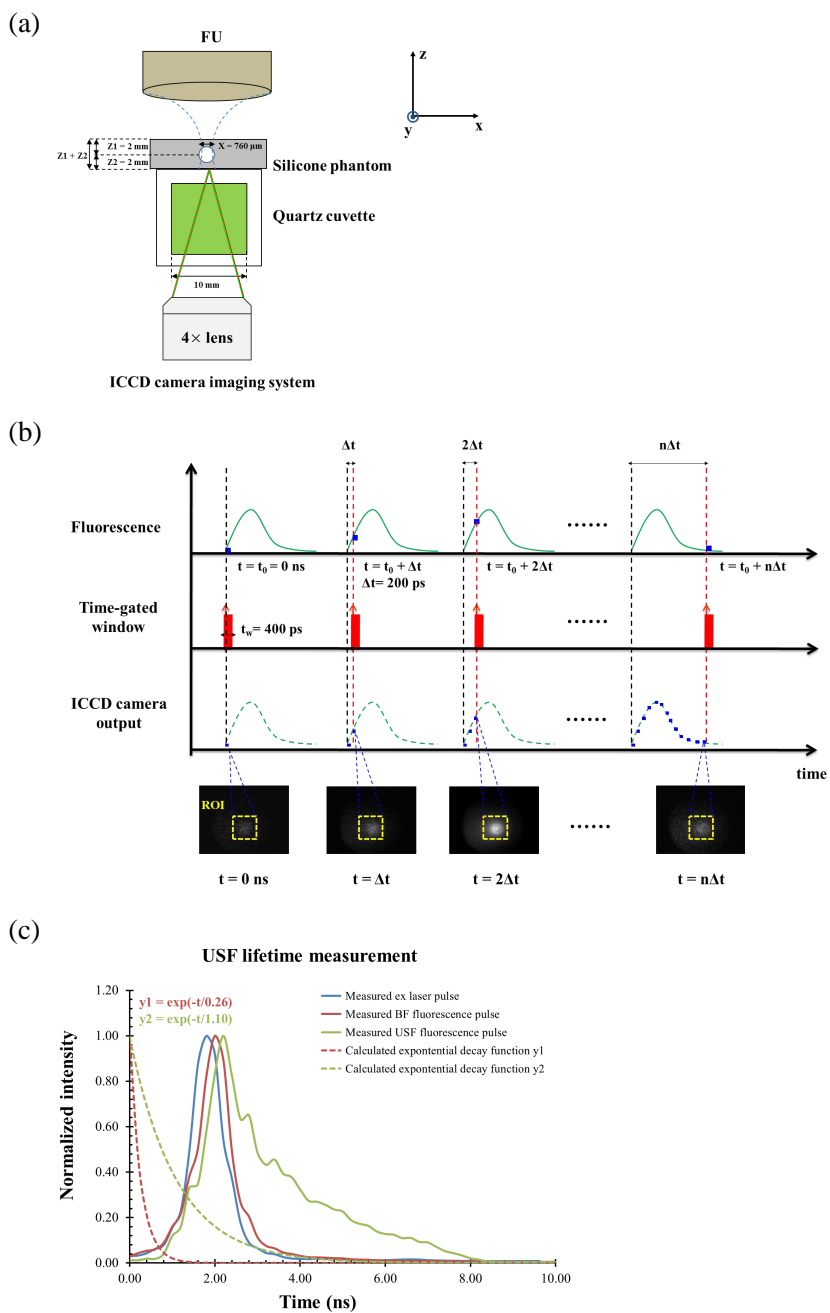 (a)
FU
z
y
x
Z1 + Z2
Z1 = 2 mm
Z2 = 2 mm
X = 760 μm
Silicone phantom
Quartz cuvette
10 mm
4× lens
ICCD camera imaging system
(b)
Δt
2Δt
nΔt
Fluorescence
......
t = t₀ = 0 ns
t = t₀ + Δt
Δt= 200 ps
t = t₀ + 2Δt
t = t₀ + nΔt
Time-gated
window
t_w= 400 ps
......
ICCD camera
output
......
time
ROI
......
t = 0 ns
t = Δt
t = 2Δt
t = nΔt
(c)
USF lifetime measurement
y1 = exp(-t/0.26)
y2 = exp(-t/1.10)
Measured ex laser pulse
Measured BF fluorescence pulse
Measured USF fluorescence pulse
Calculated expontential decay function y1
Calculated expontential decay function y2
Normalized intensity
1.20
1.00
0.80
0.60
0.40
0.20
0.00
0.00 2.00 4.00 6.00 8.00 10.00
Time (ns)